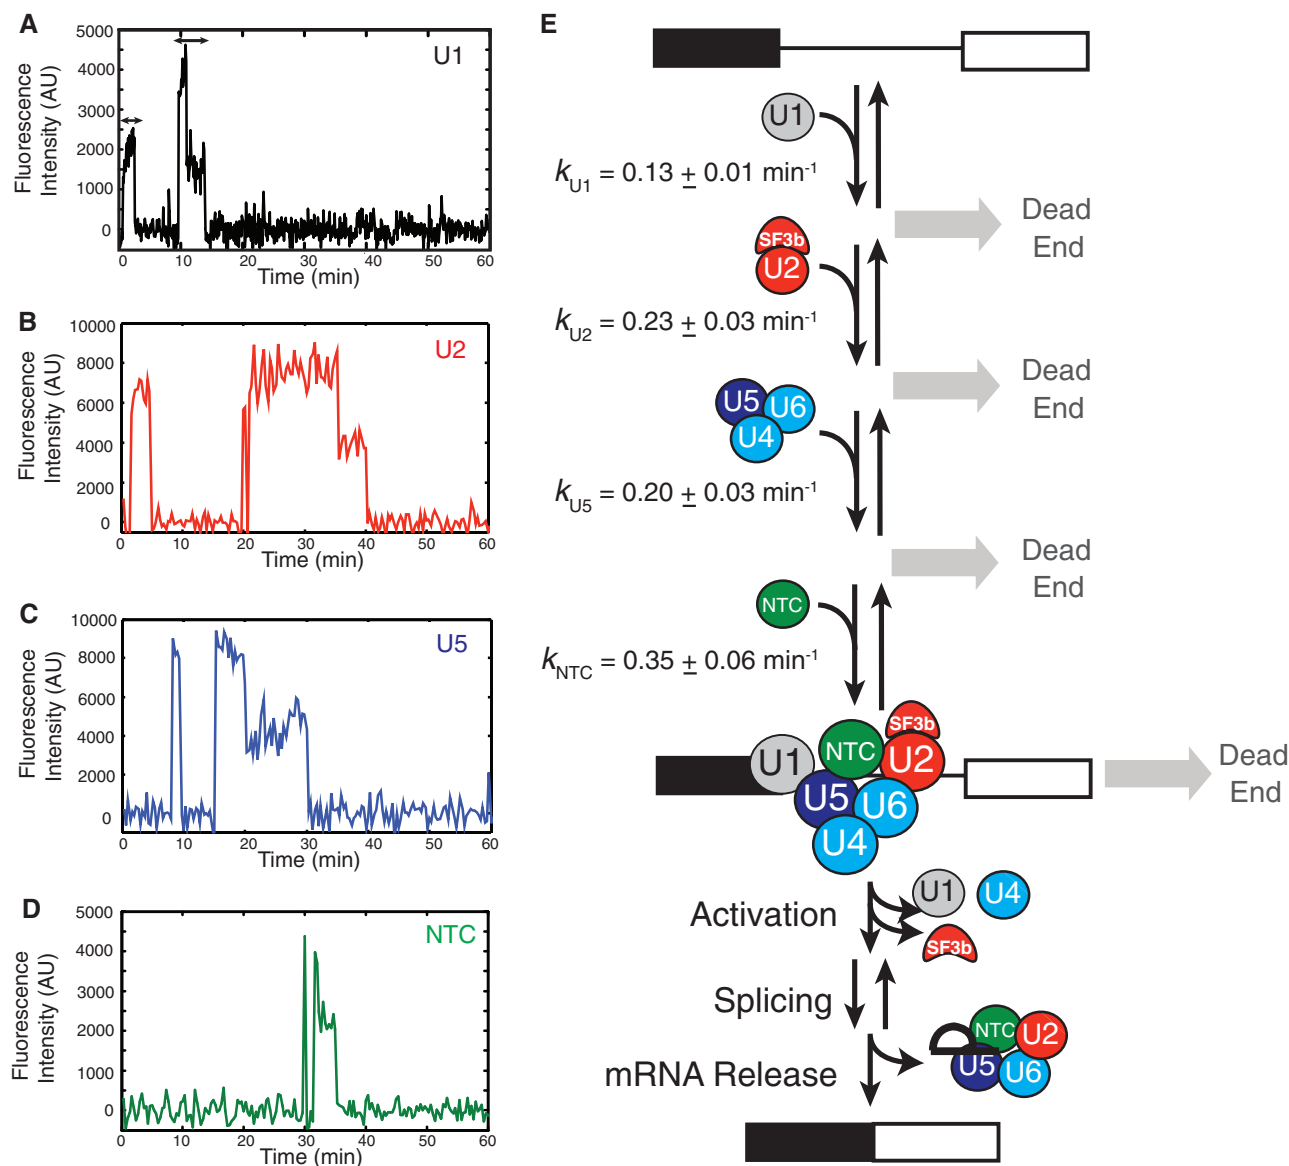 A
Fluorescence
Intensity (AU)
5000
4000
3000
2000
1000
0
U1
0 10 20 30 40 50 60
Time (min)
B
Fluorescence
Intensity (AU)
10000
8000
6000
4000
2000
0
U2
0 10 20 30 40 50 60
Time (min)
C
Fluorescence
Intensity (AU)
10000
8000
6000
4000
2000
0
U5
0 10 20 30 40 50 60
Time (min)
D
Fluorescence
Intensity (AU)
5000
4000
3000
2000
1000
0
NTC
0 10 20 30 40 50 60
Time (min)
E
U1
kU1 = 0.13 ± 0.01 min-1
Dead
End
SF3b
U2
kU2 = 0.23 ± 0.03 min-1
Dead
End
U5 U6
U4
kU5 = 0.20 ± 0.03 min-1
Dead
End
NTC
kNTC = 0.35 ± 0.06 min-1
SF3b
U1 NTC U2
U5 U6
U4
Dead
End
Activation
U1 U4
SF3b
Splicing
NTC U2
U5 U6
mRNA Release